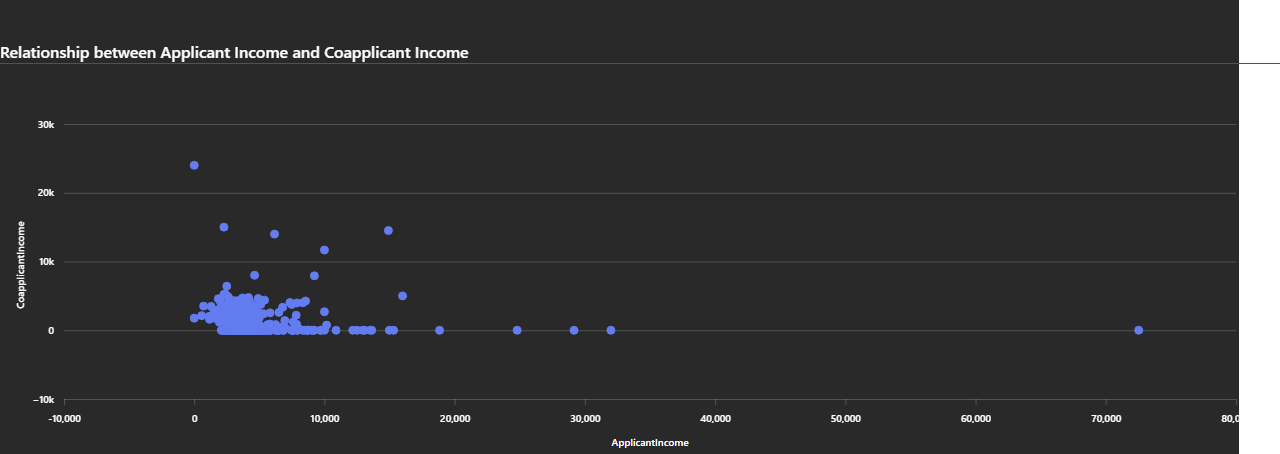 Relationship between Applicant Income and Coapplicant Income
30k
20k
10k
0
−10k
CoapplicantIncome
-10,000 0 10,000 20,000 30,000 40,000 50,000 60,000 70,000 80,0
ApplicantIncome